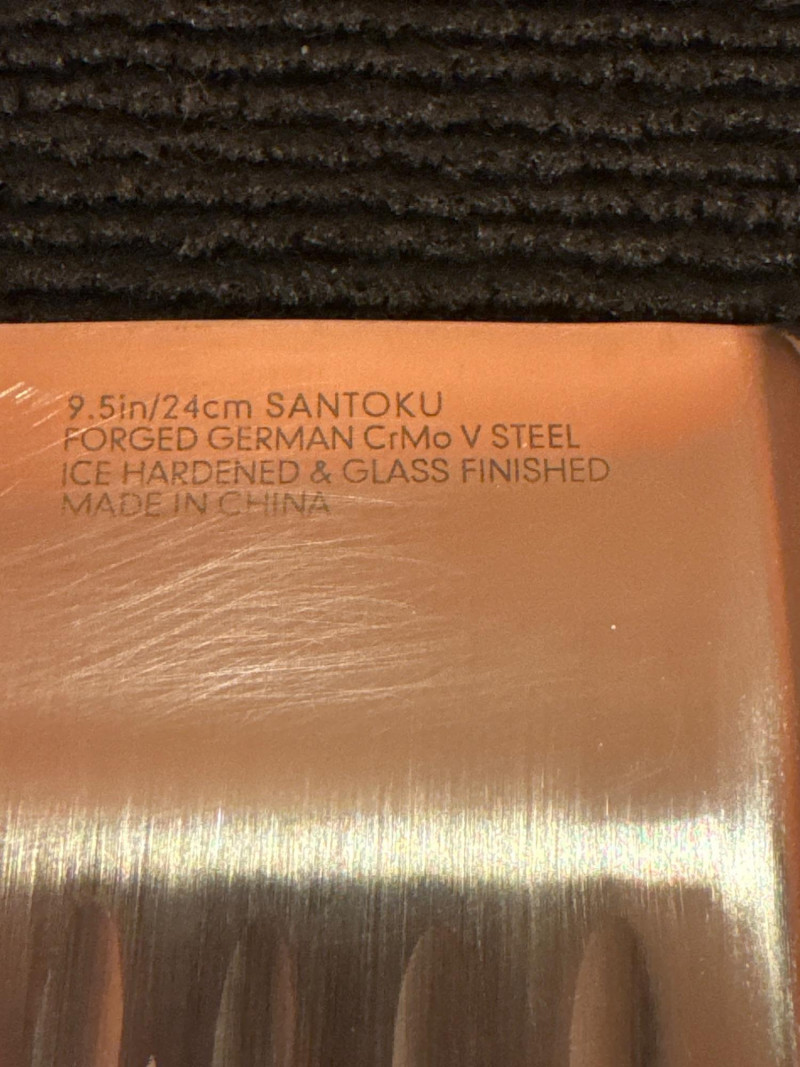 9.5in/24cm SANTOKU
FORGED GERMAN CrMo V STEEL
ICE HARDENED & GLASS FINISHED
MADE IN CHINA